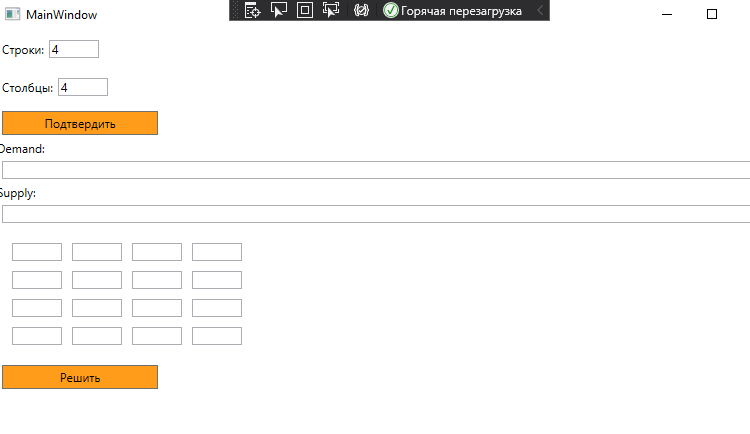 MainWindow
Горячая перезагрузка
Строки: 4
Столбцы: 4
Подтвердить
Demand:
Supply:
Решить